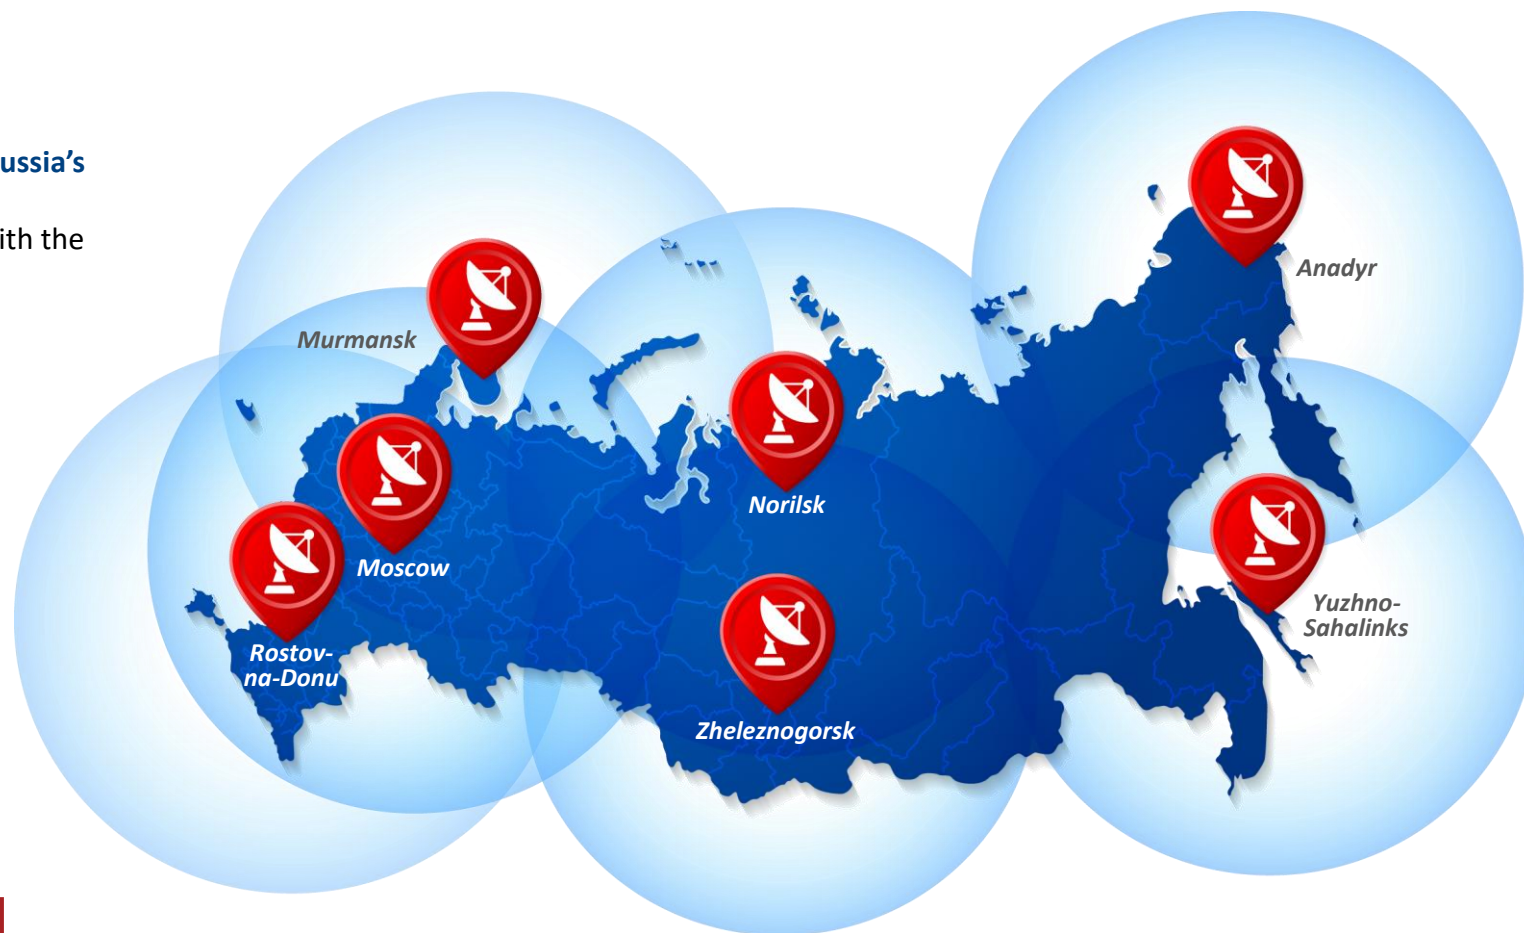 ussia’s
ith the
Anadyr
Murmansk
Norilsk
Moscow
Yuzhno-
Sahalinks
Rostov-
na-Donu
Zheleznogorsk